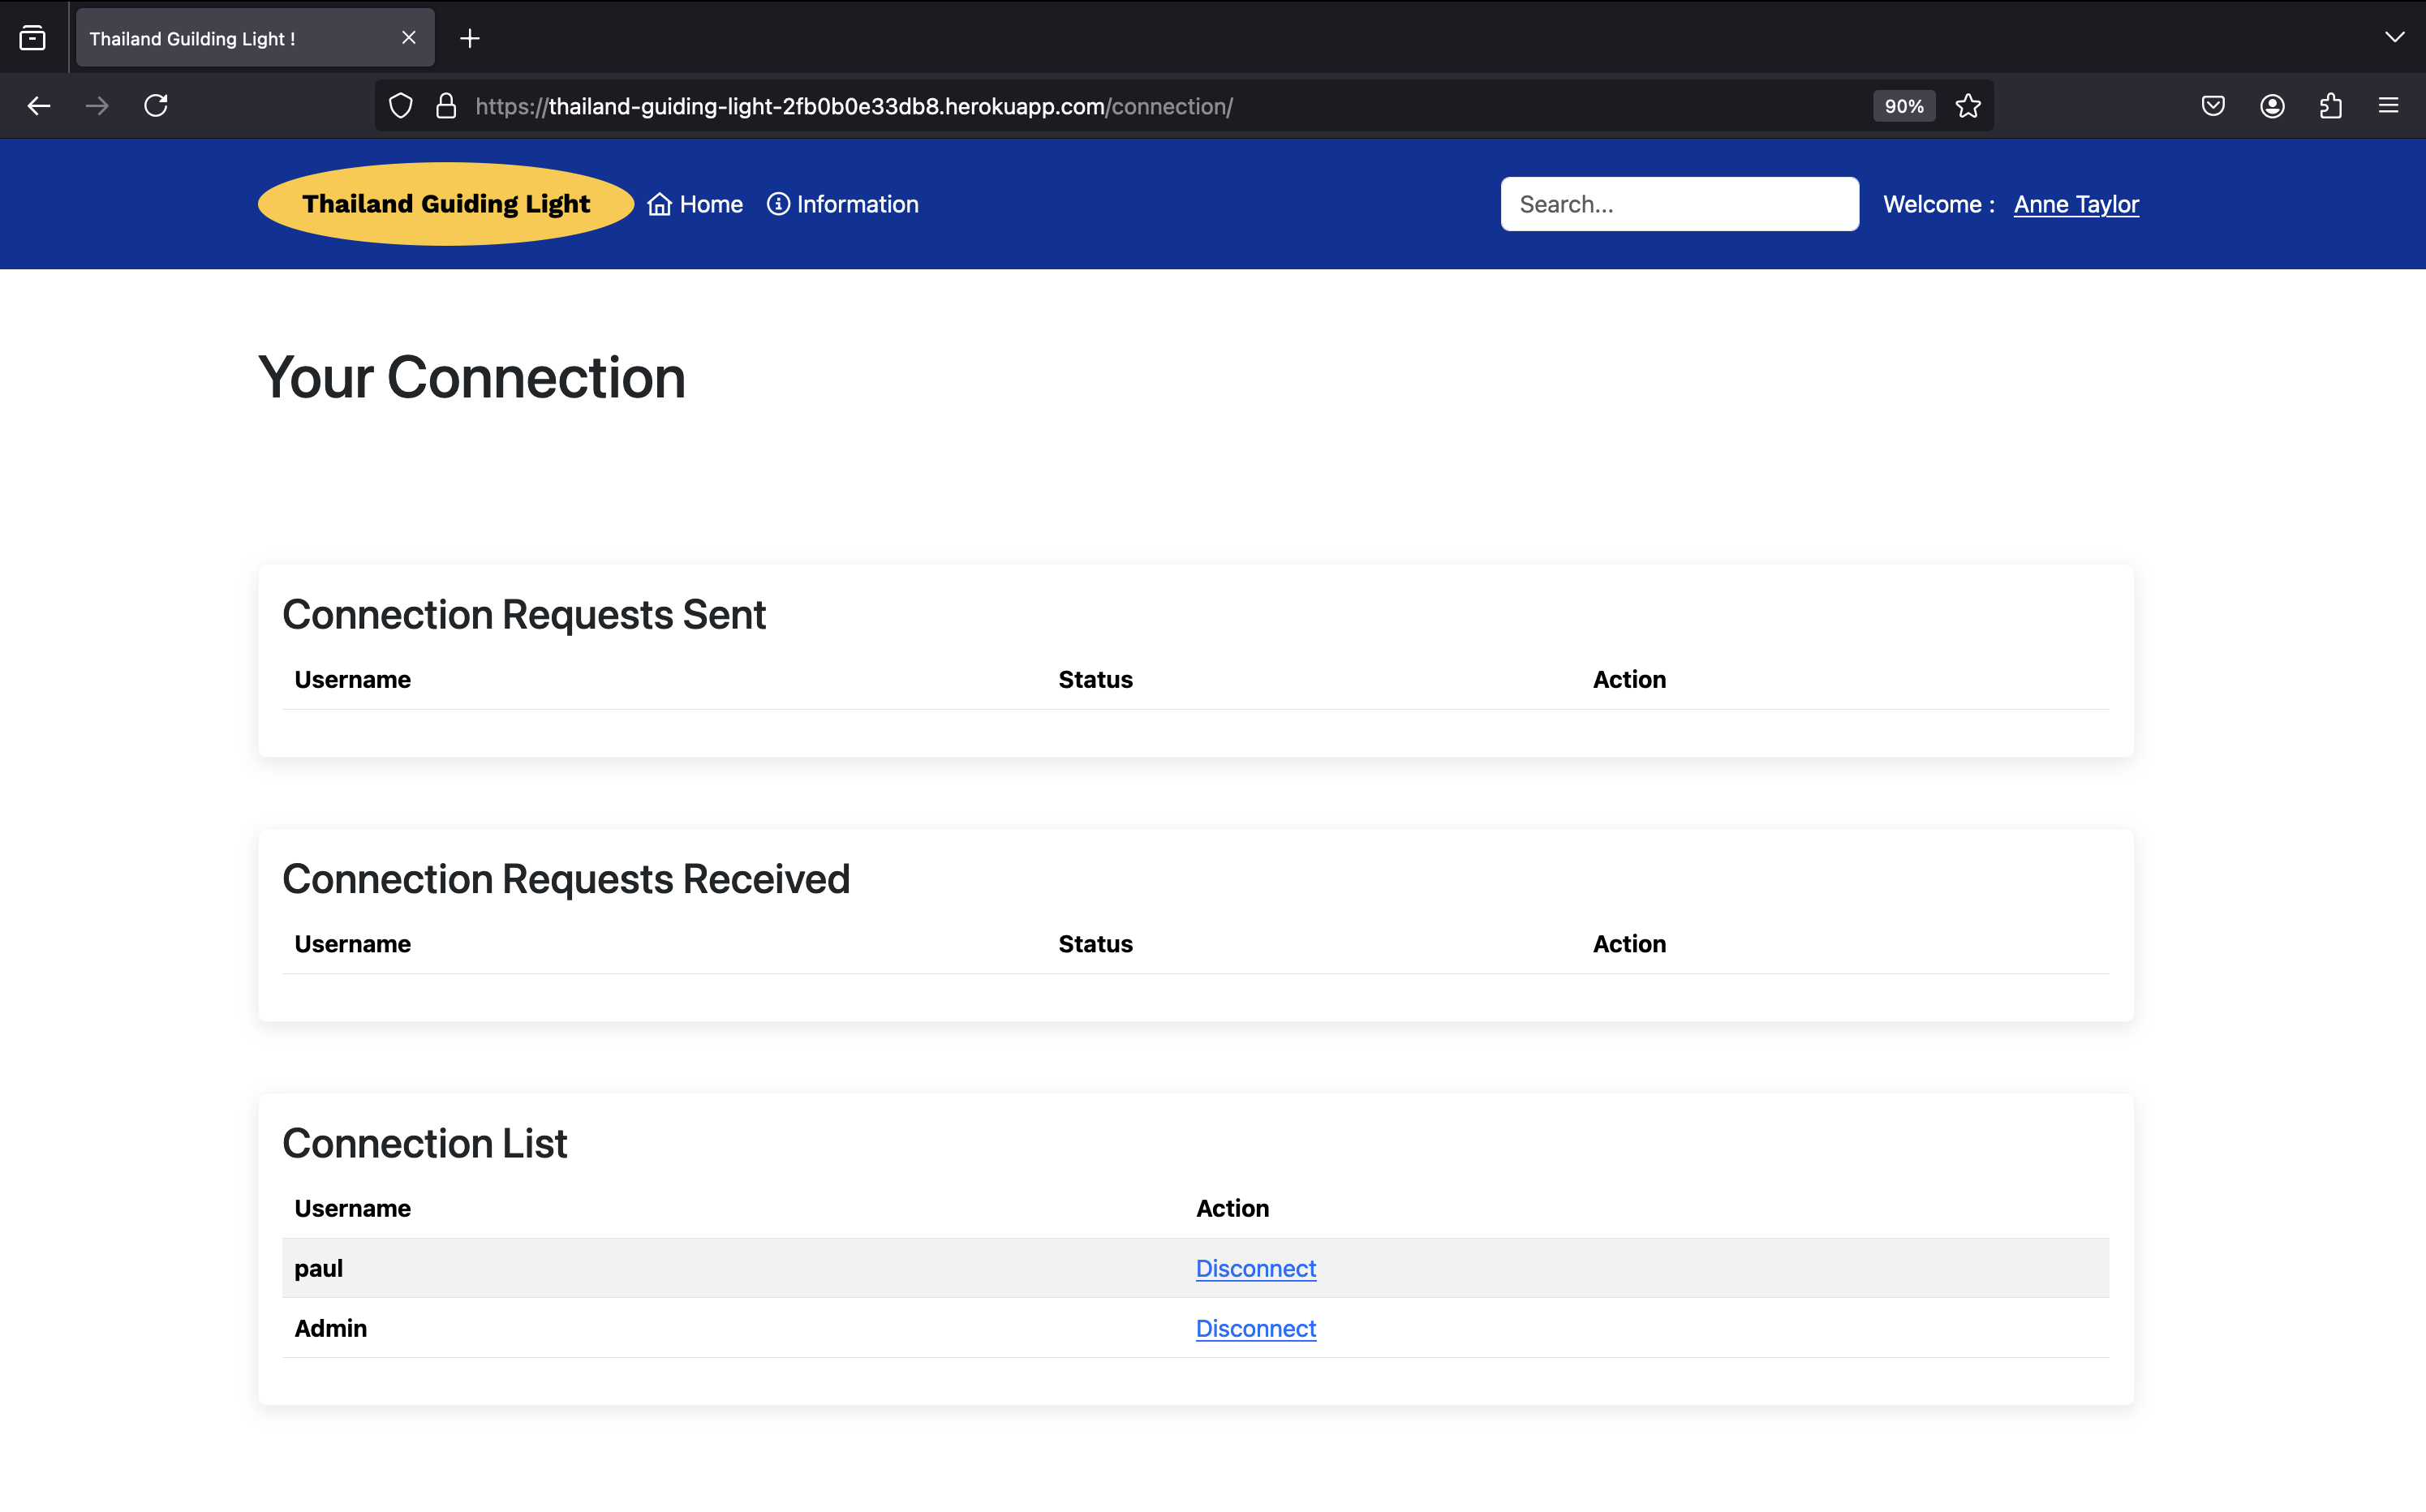 Thailand Guilding Light !
https://thailand-guiding-light-2fb0b0e33db8.herokuapp.com/connection/
90%
Thailand Guiding Light
Home
Information
Search...
Welcome :
Anne Taylor
Your Connection
Connection Requests Sent
Username Status Action
Connection Requests Received
Username Status Action
Connection List
Username Action
paul Disconnect
Admin Disconnect